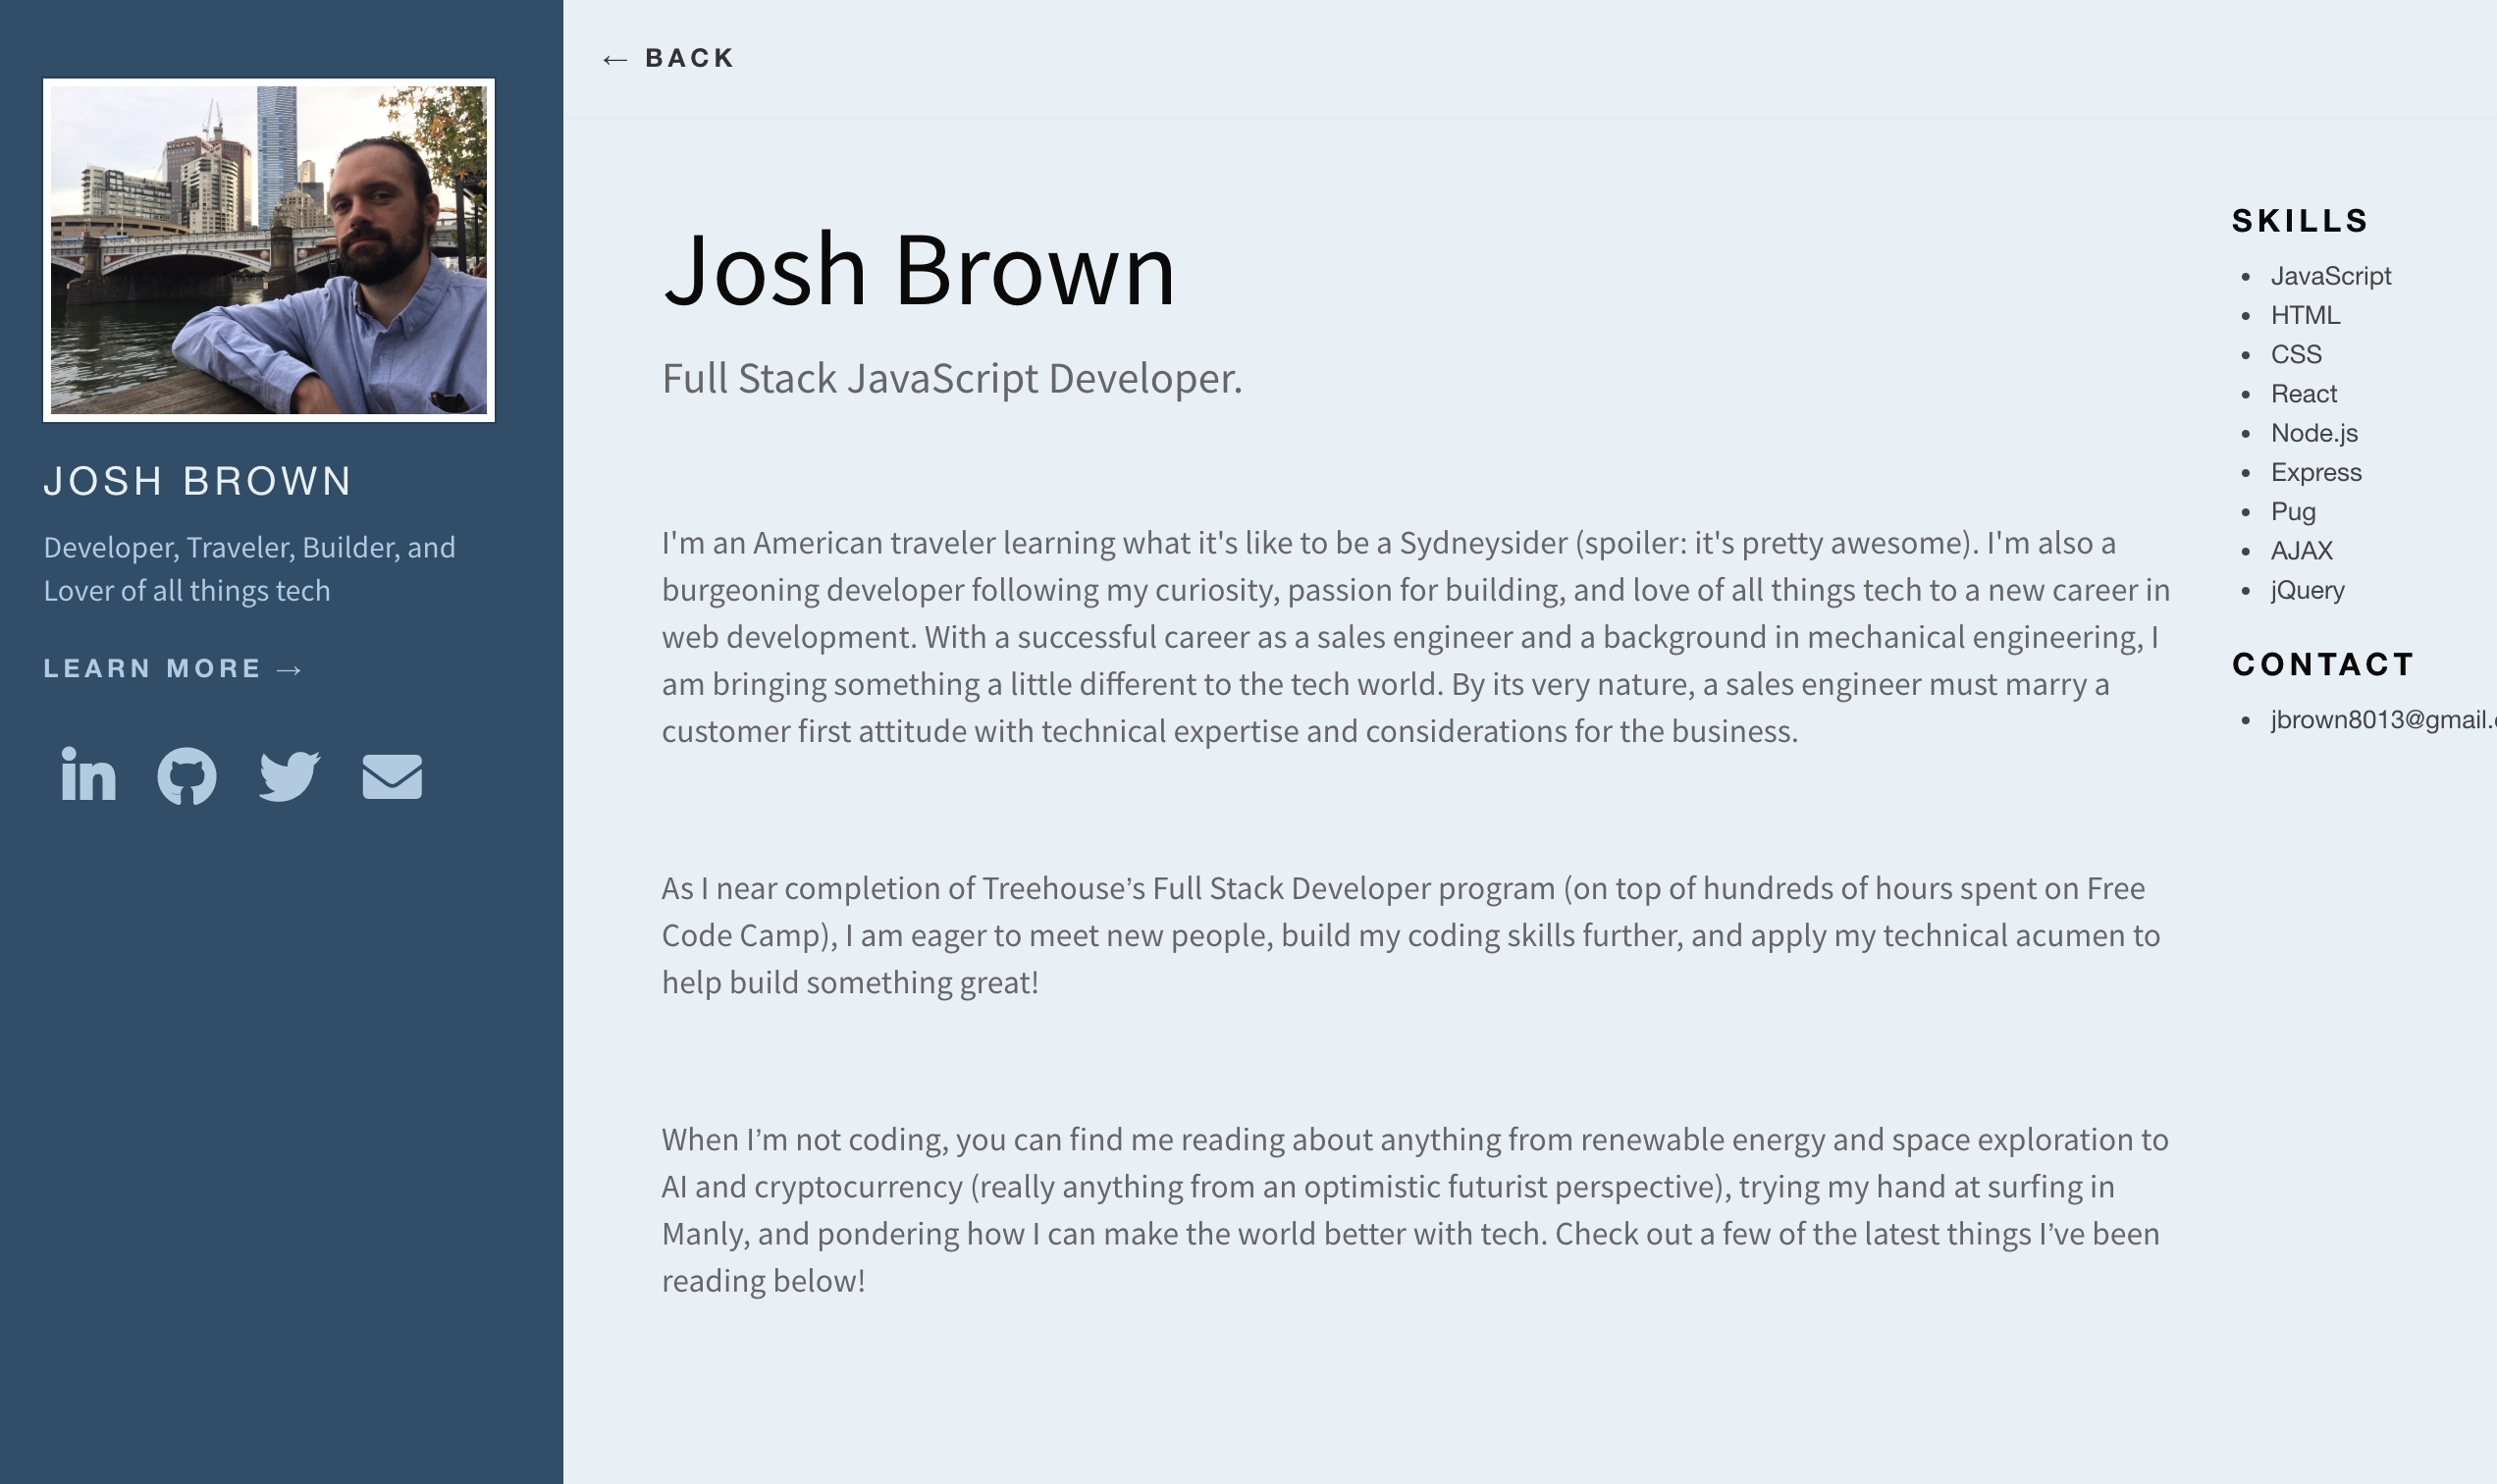 JOSH BROWN
Developer, Traveler, Builder, and
Lover of all things tech
LEARN MORE →
← BACK
Josh Brown
Full Stack JavaScript Developer.
I'm an American traveler learning what it's like to be a Sydneysider (spoiler: it's pretty awesome). I'm also a
burgeoning developer following my curiosity, passion for building, and love of all things tech to a new career in
web development. With a successful career as a sales engineer and a background in mechanical engineering, I
am bringing something a little different to the tech world. By its very nature, a sales engineer must marry a
customer first attitude with technical expertise and considerations for the business.
As I near completion of Treehouse’s Full Stack Developer program (on top of hundreds of hours spent on Free
Code Camp), I am eager to meet new people, build my coding skills further, and apply my technical acumen to
help build something great!
When I’m not coding, you can find me reading about anything from renewable energy and space exploration to
AI and cryptocurrency (really anything from an optimistic futurist perspective), trying my hand at surfing in
Manly, and pondering how I can make the world better with tech. Check out a few of the latest things I’ve been
reading below!
SKILLS
• JavaScript
• HTML
• CSS
• React
• Node.js
• Express
• Pug
• AJAX
• jQuery
CONTACT
• jbrown8013@gmail.